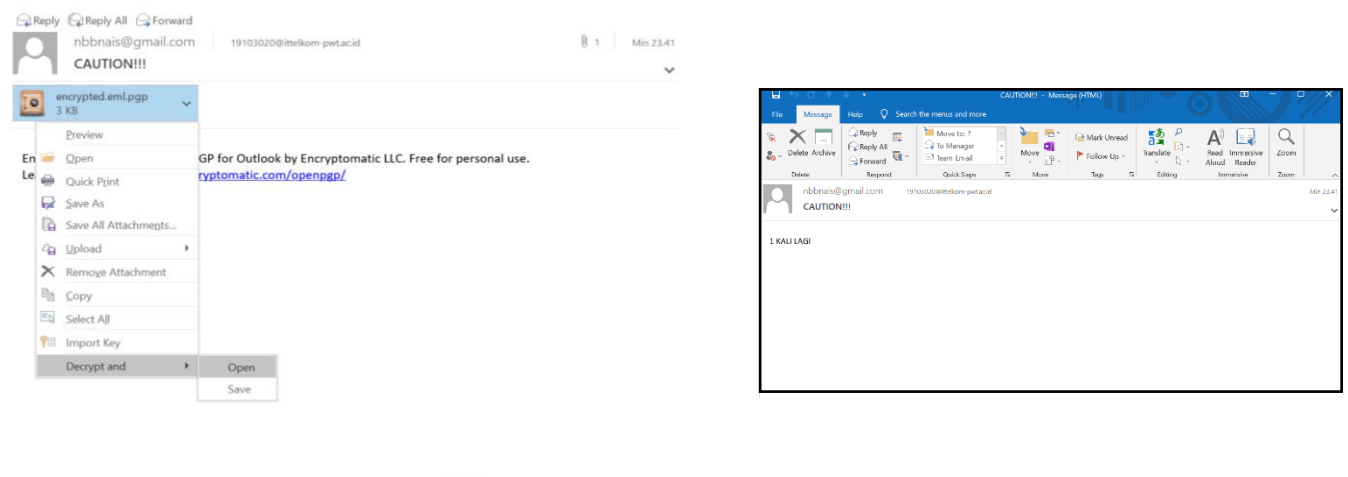 Reply Reply All Forward
nbbnais@gmail.com 19103020@ittelkom-pwt.ac.id 1 Min 23.41
CAUTION!!!
encrypted.eml.pgp
3 KB
Preview
En Open GP for Outlook by Encryptomatic LLC. Free for personal use.
Le Quick Print ryptomatic.com/openpgp/
Save As
Save All Attachments...
Upload
Remove Attachment
Copy
Select All
Import Key
Decrypt and Open
Save
CAUTION!!! - Message (HTML)
File Message Help Search the menus and more
Delete Archive
Reply
Reply All
Forward
Move to: ?
To Manager
Team Email
Move
Mark Unread
Follow Up
Translate
Read Aloud
Immersive Reader
Zoom
Delete Respond Quick Steps Move Tags Editing Immersive Zoom
nbbnais@gmail.com 19103020@ittelkom-pwt.ac.id Min 23.41
CAUTION!!!
1 KALI LAGI